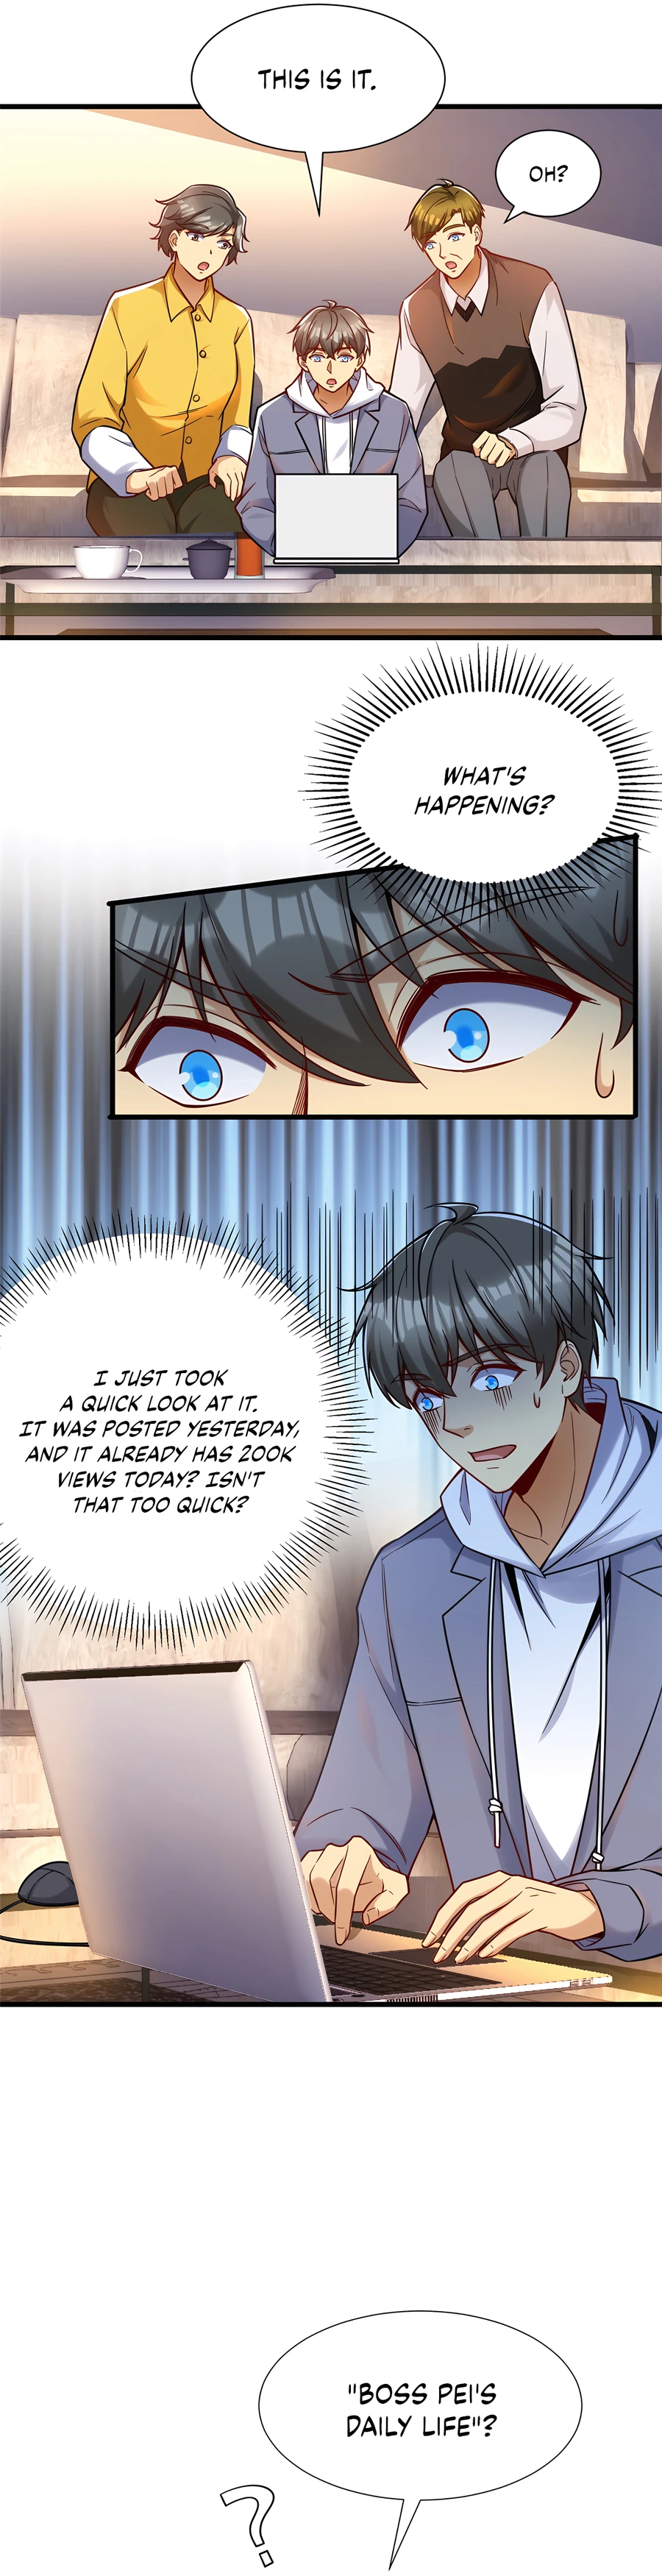 THIS IS IT.
OH?
WHAT'S
HAPPENING?
I JUST TOOK
A QUICK LOOK AT IT.
IT WAS POSTED YESTERDAY,
AND IT ALREADY HAS 200K
VIEWS TODAY? ISN'T
THAT TOO QUICK?
"BOSS PEI'S
DAILY LIFE"?
?